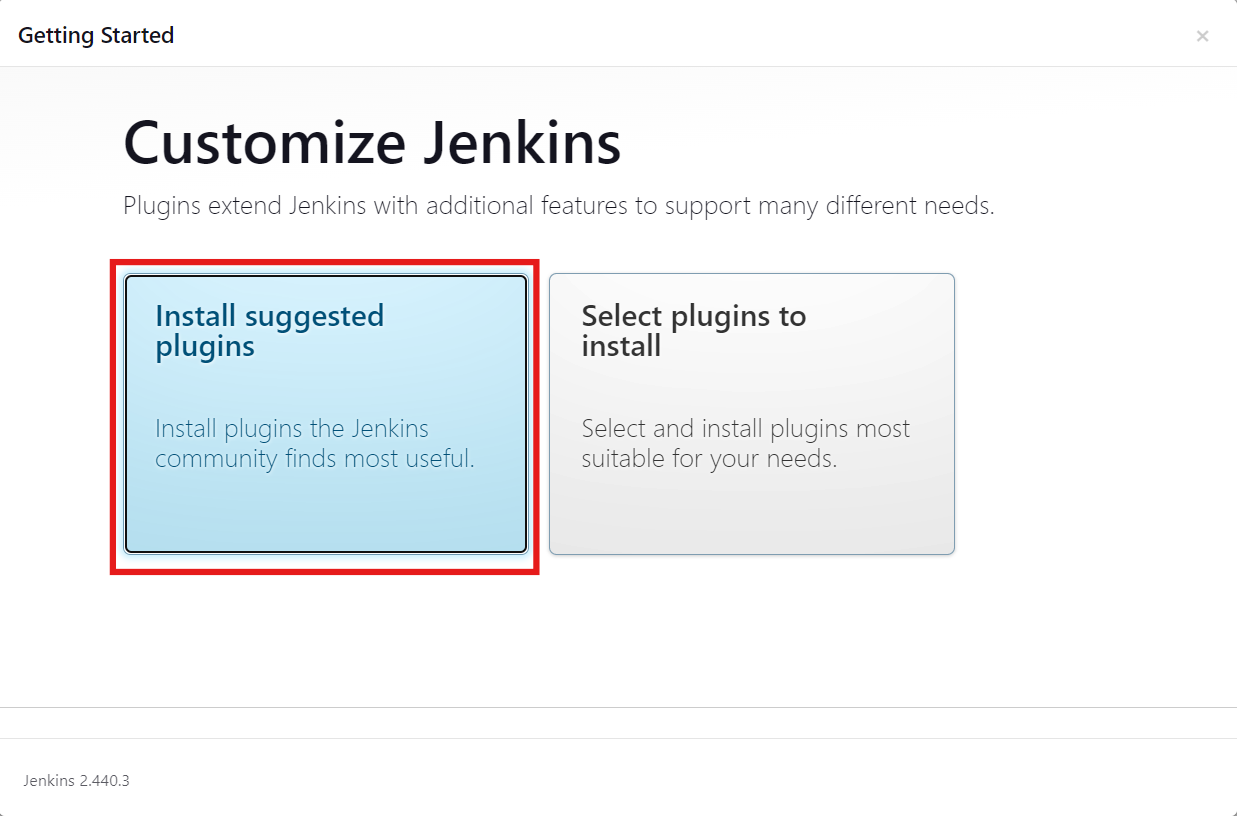 Getting Started
×
Customize Jenkins
Plugins extend Jenkins with additional features to support many different needs.
Install suggested
plugins
Install plugins the Jenkins
community finds most useful.
Select plugins to
install
Select and install plugins most
suitable for your needs.
Jenkins 2.440.3